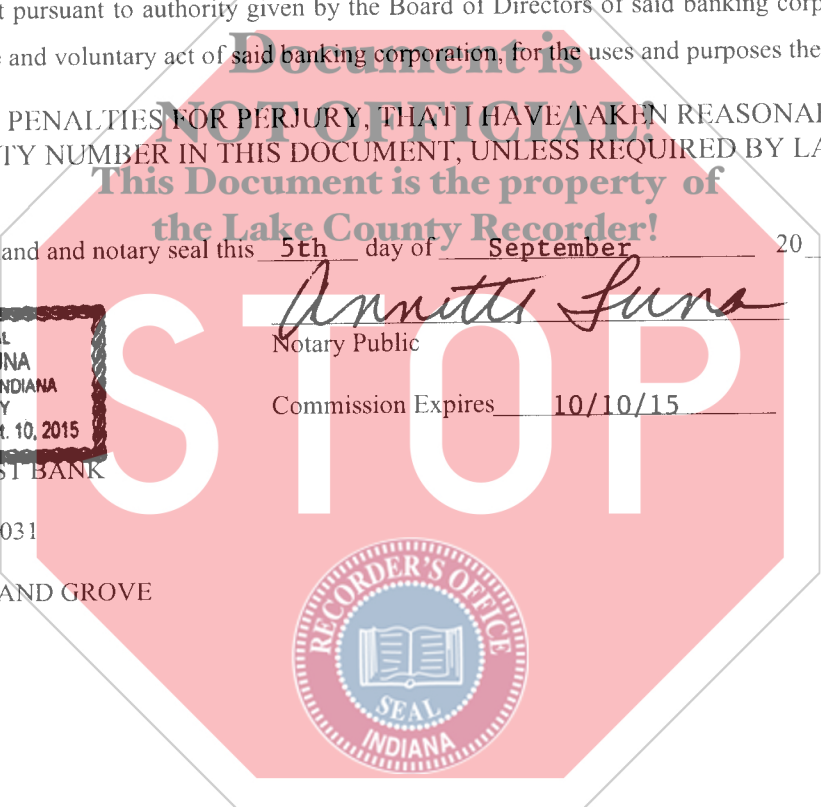 t pursuant to authority given by the Board of Directors of said banking corp
e and voluntary act of said banking corporation, for the uses and purposes the
Document is
PENALTIES FOR PERJURY, THAT I HAVE TAKEN REASONA
NOT OFFICIAL!
TY NUMBER IN THIS DOCUMENT, UNLESS REQUIRED BY LA
This Document is the property of
the Lake County Recorder!
and and notary seal this 5th day of September 20
Annette Luna
Notary Public
L
UNA
NDIANA
Y
Commission Expires 10/10/15
t. 10, 2015
ST BANK
STOP
031
AND GROVE
RECORDER'S OFFICE
SEAL
INDIANA